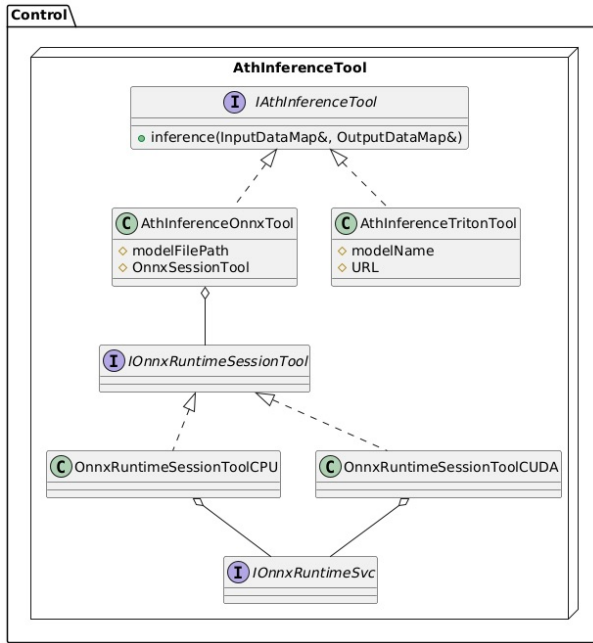 Control
AthInferenceTool
I IAthInferenceTool
inference(InputDataMap&, OutputDataMap&)
C AthInferenceOnnxTool
modelFilePath
OnnxSessionTool
C AthInferenceTritonTool
modelName
URL
I IOnnxRuntimeSessionTool
C OnnxRuntimeSessionToolCPU
C OnnxRuntimeSessionToolCUDA
I IOnnxRuntimeSvc